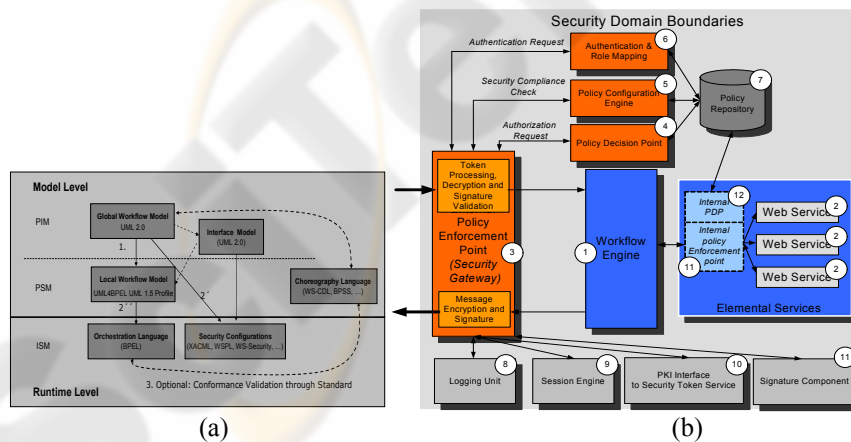 Model Level
PIM
Global Workflow Model
UML 2.0
Interface Model
(UML 2.0)
1.
PSM
Local Workflow Model
UML4BPEL UML 1.5 Profile
2´
2´´
Choreography Language
(WS-CDL, BPSS, ...)
ISM
Orchestration Language
(BPEL)
Security Configurations
(XACML, WSPL, WS-Security, ...)
3. Optional: Conformance Validation through Standard
Runtime Level
(a)
Security Domain Boundaries
Authentication Request
Authentication &
Role Mapping
6
Security Compliance
Check
Policy Configuration
Engine
5
Authorization
Request
Policy Decision Point
4
7
Policy
Repository
Token
Processing,
Decryption and
Signature
Validation
Policy
Enforcement
Point
(Security
Gateway)
3
Message
Encryption and
Signature
1
Workflow
Engine
12
Internal
PDP
Internal
policy
Enforcement
point
11
2
Web Service
2
Web Service
2
Web Service
Elemental Services
8
Logging Unit
9
Session Engine
10
PKI Interface
to Security Token Service
11
Signature Component
(b)